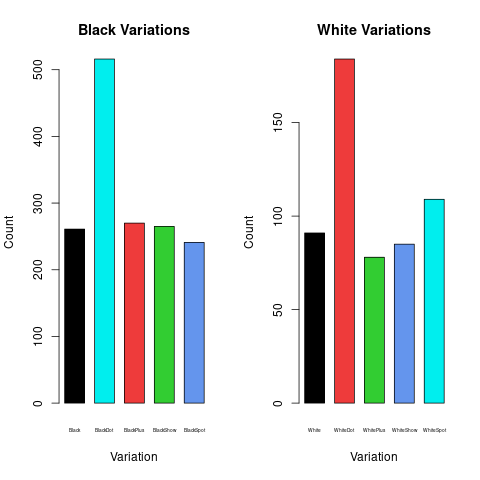 Black Variations
Count
500
400
300
200
100
0
Black BlackDot BlackPlus BlackShow BlackSpot
Variation
White Variations
Count
150
100
50
0
White WhiteDot WhitePlus WhiteShow WhiteSpot
Variation